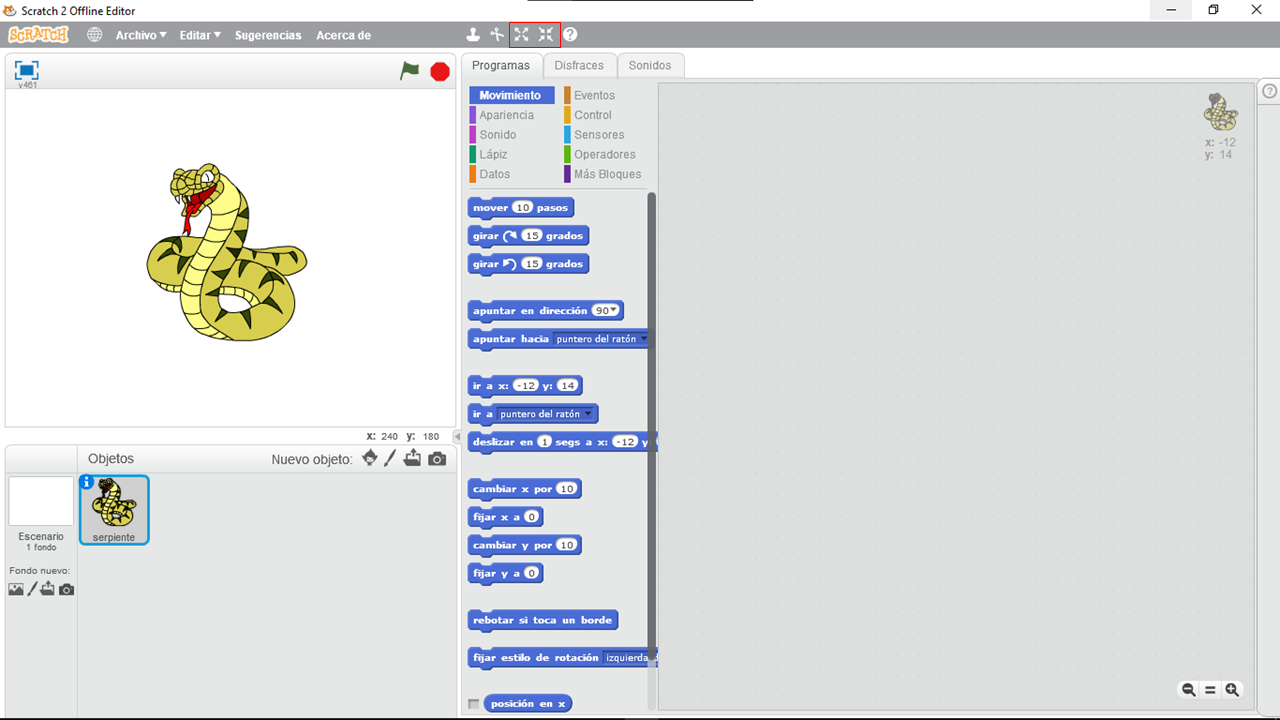 Scratch 2 Offline Editor
SCRATCH Archivo Editar Sugerencias Acerca de
v461
Programas Disfraces Sonidos
Movimiento Eventos
Apariencia Control
Sonido Sensores
Lápiz Operadores
Datos Más Bloques
mover 10 pasos
girar 15 grados
girar 15 grados
apuntar en dirección 90
apuntar hacia puntero del ratón
ir a x: -12 y: 14
ir a puntero del ratón
deslizar en 1 segs a x: -12 y
cambiar x por 10
fijar x a 0
cambiar y por 10
fijar y a 0
rebotar si toca un borde
fijar estilo de rotación izquierda
posición en x
x: -12
y: 14
x: 240 y: 180
Objetos Nuevo objeto:
Escenario
1 fondo
serpiente
Fondo nuevo: